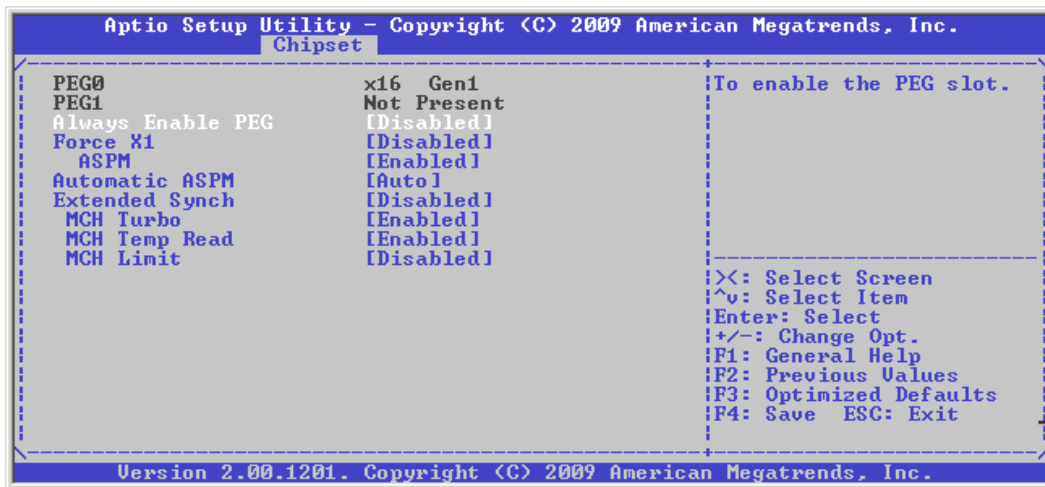 Aptio Setup Utility – Copyright (C) 2009 American Megatrends, Inc.
Chipset
PEG0 x16 Gen1
PEG1 Not Present
Always Enable PEG [Disabled]
Force X1 [Disabled]
ASPM [Enabled]
Automatic ASPM [Auto]
Extended Synch [Disabled]
MCH Turbo [Enabled]
MCH Temp Read [Enabled]
MCH Limit [Disabled]
To enable the PEG slot.
><: Select Screen
^v: Select Item
Enter: Select
+/-: Change Opt.
F1: General Help
F2: Previous Values
F3: Optimized Defaults
F4: Save ESC: Exit
Version 2.00.1201. Copyright (C) 2009 American Megatrends, Inc.